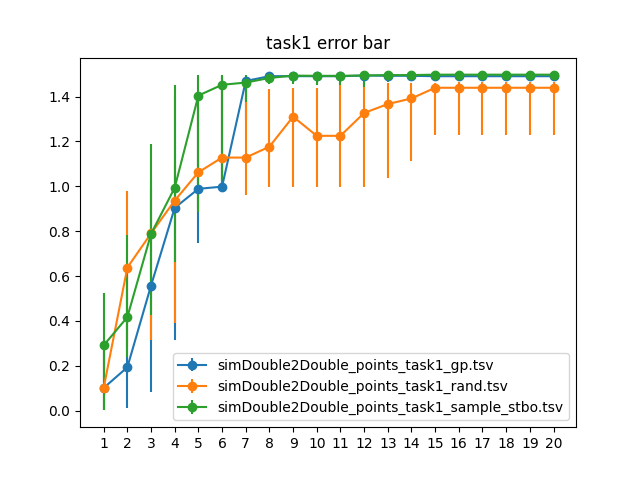 task1 error bar
1.4
1.2
1.0
0.8
0.6
0.4
0.2
0.0
simDouble2Double_points_task1_gp.tsv
simDouble2Double_points_task1_rand.tsv
simDouble2Double_points_task1_sample_stbo.tsv
1 2 3 4 5 6 7 8 9 10 11 12 13 14 15 16 17 18 19 20